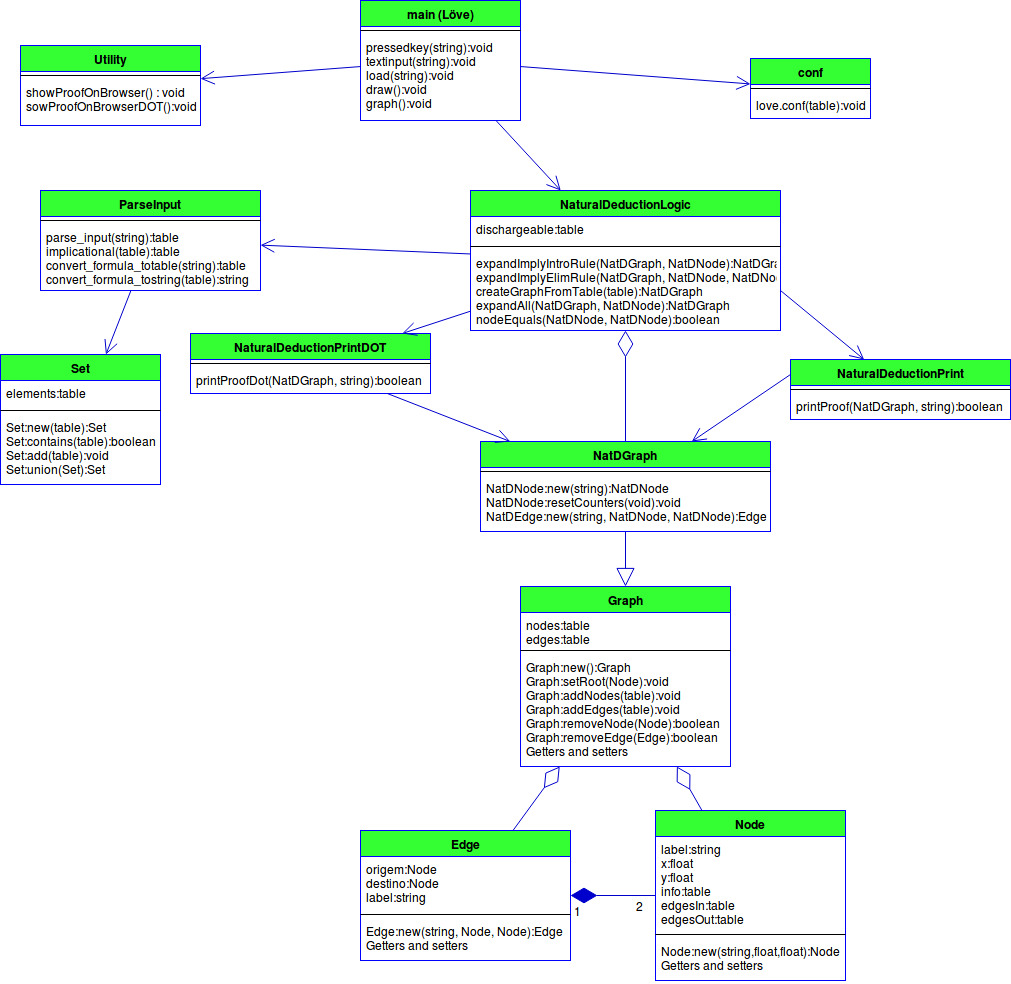 main (Löve)
pressedkey(string):void
textinput(string):void
load(string):void
draw():void
graph():void
Utility
showProofOnBrowser() : void
sowProofOnBrowserDOT():void
conf
love.conf(table):void
ParseInput
parse_input(string):table
implicational(table):table
convert_formula_totable(string):table
convert_formula_tostring(table):string
NaturalDeductionLogic
dischargeable:table
expandImplyIntroRule(NatDGraph, NatDNode):NatDGra
expandImplyElimRule(NatDGraph, NatDNode, NatDNo
createGraphFromTable(table):NatDGraph
expandAll(NatDGraph, NatDNode):NatDGraph
nodeEquals(NatDNode, NatDNode):boolean
NaturalDeductionPrintDOT
printProofDot(NatDGraph, string):boolean
Set
elements:table
Set:new(table):Set
Set:contains(table):boolean
Set:add(table):void
Set:union(Set):Set
NaturalDeductionPrint
printProof(NatDGraph, string):boolean
NatDGraph
NatDNode:new(string):NatDNode
NatDNode:resetCounters(void):void
NatDEdge:new(string, NatDNode, NatDNode):Edge
Graph
nodes:table
edges:table
Graph:new():Graph
Graph:setRoot(Node):void
Graph:addNodes(table):void
Graph:addEdges(table):void
Graph:removeNode(Node):boolean
Graph:removeEdge(Edge):boolean
Getters and setters
Edge
origem:Node
destino:Node
label:string
Edge:new(string, Node, Node):Edge
Getters and setters
1
2
Node
label:string
x:float
y:float
info:table
edgesIn:table
edgesOut:table
Node:new(string,float,float):Node
Getters and setters